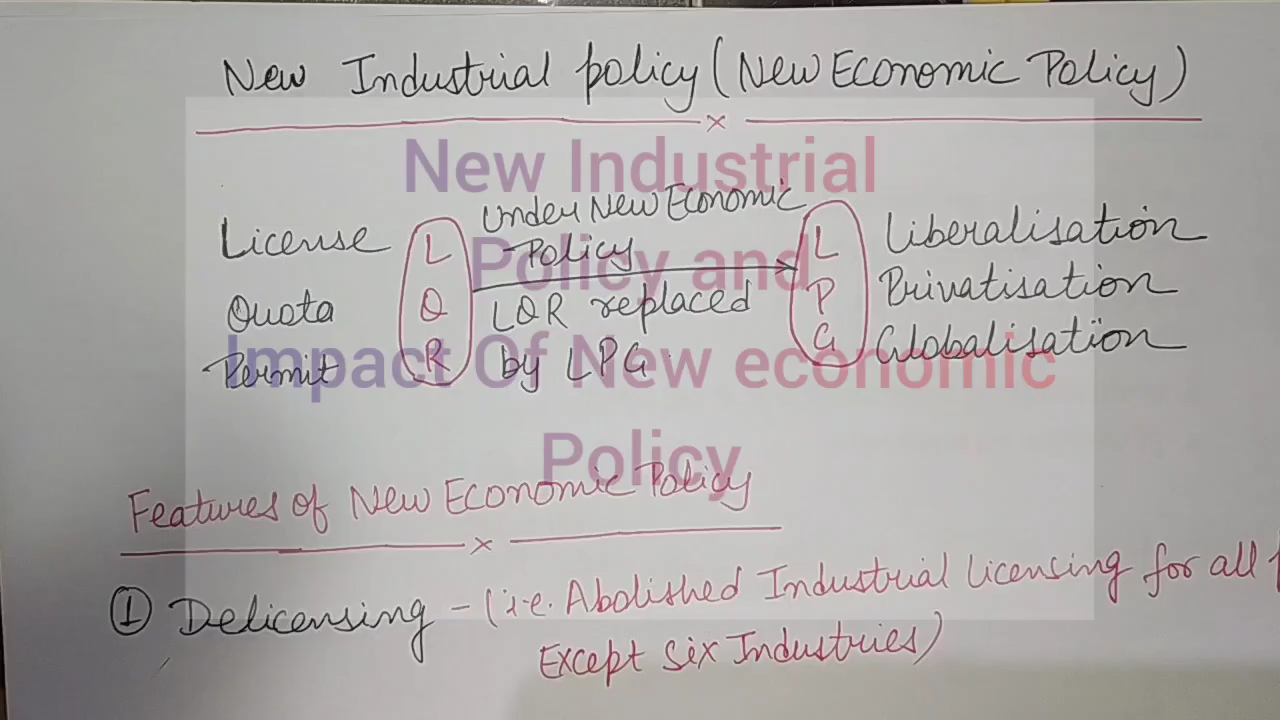 New Industrial policy (New Economic Policy)
New Industrial
Policy and
Impact Of New economic
Policy
License
Quota
Permit
L
Q
R
Under New Economic
Policy
LQR replaced
by LPG
L
P
G
Liberalisation
Privatisation
Globalisation
Features of New Economic Policy
① Delicensing - (i.e. Abolished Industrial Licensing for all
Except six Industries)